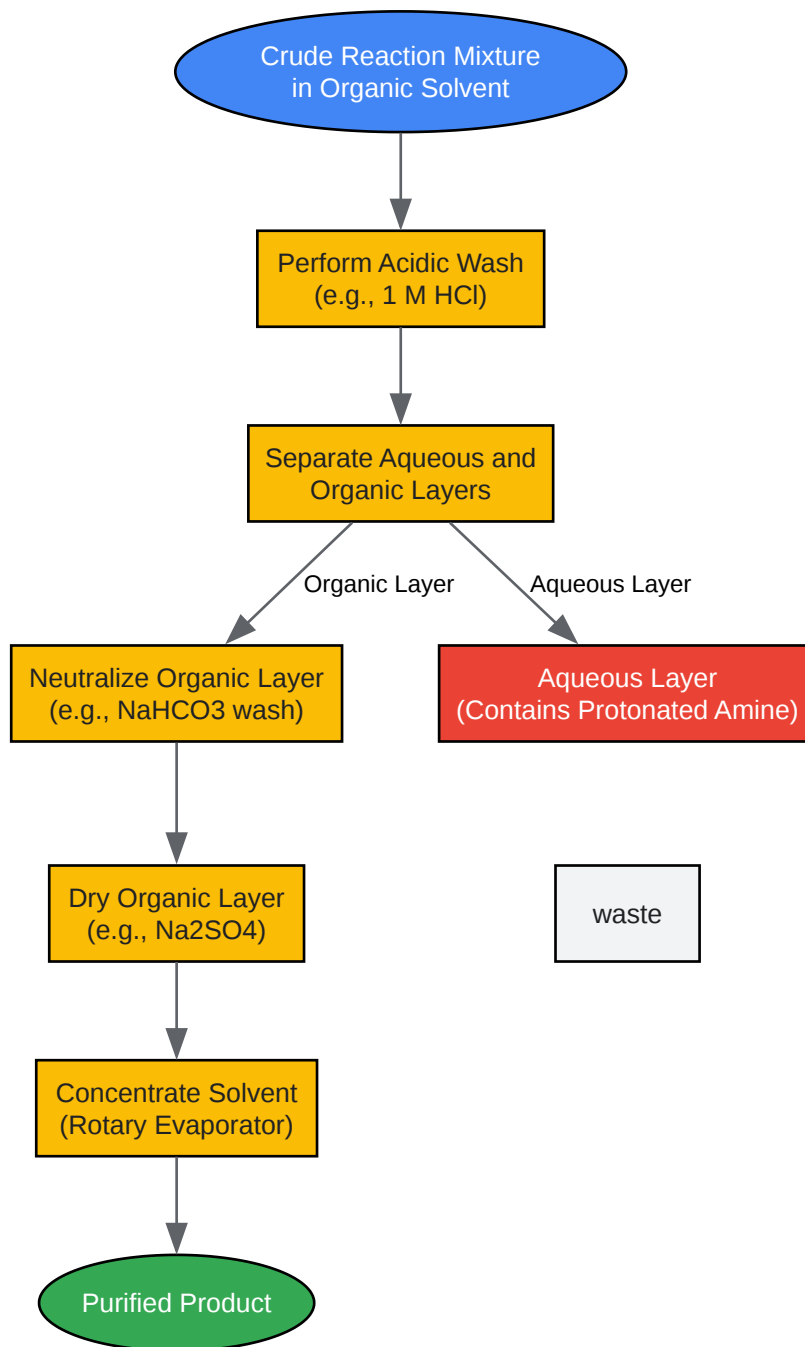 Crude Reaction Mixture
in Organic Solvent
Perform Acidic Wash
(e.g., 1 M HCl)
Separate Aqueous and
Organic Layers
Organic Layer
Aqueous Layer
Neutralize Organic Layer
(e.g., NaHCO3 wash)
Aqueous Layer
(Contains Protonated Amine)
Dry Organic Layer
(e.g., Na2SO4)
waste
Concentrate Solvent
(Rotary Evaporator)
Purified Product